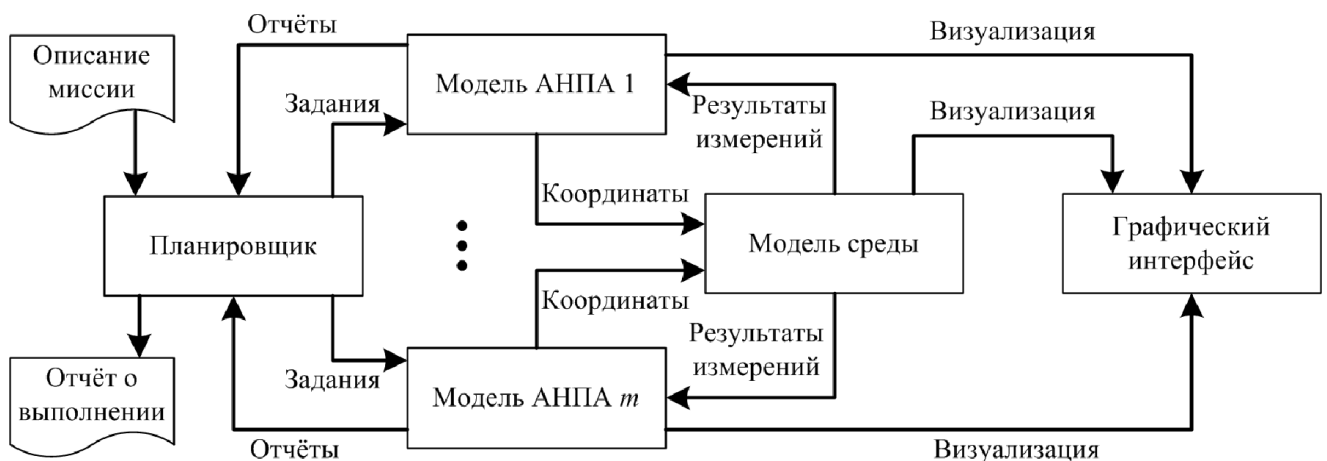 Отчёты
Визуализация
Описание
миссии
Модель АНПА 1
Задания
Результаты
измерений
Визуализация
Координаты
Планировщик
Модель среды
Графический
интерфейс
Координаты
Результаты
измерений
Отчёт о
выполнении
Задания
Модель АНПА m
Отчёты
Визуализация